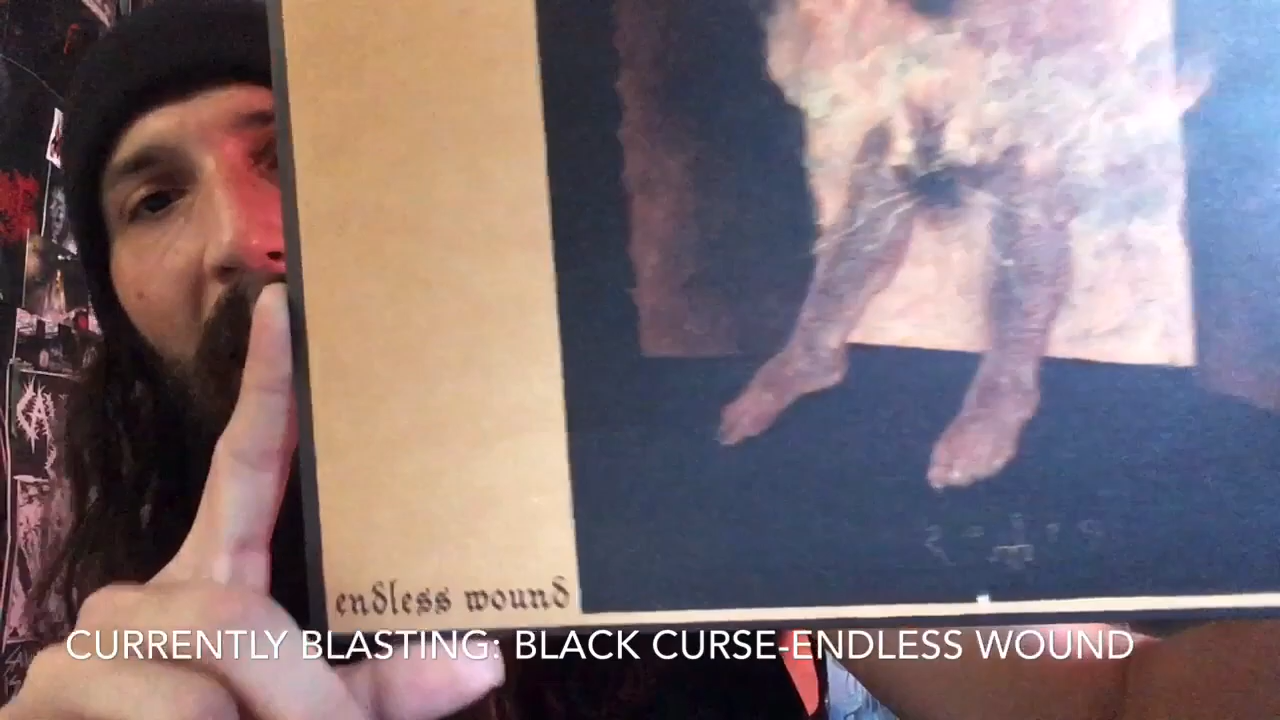 endless wound
CURRENTLY BLASTING: BLACK CURSE-ENDLESS WOUND